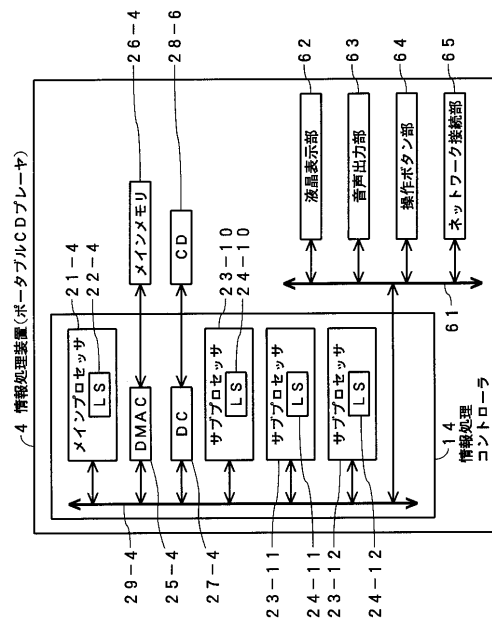 4 情報処理装置(ポータブルCDプレーヤ)
21-4
22-4
メインプロセッサ
LS
26-4
DMAC
メインメモリ
28-6
DC
CD
23-10
24-10
サブプロセッサ
LS
サブプロセッサ
LS
サブプロセッサ
LS
29-4
25-4
27-4
23-11
24-11
23-12
24-12
14
情報処理
コントローラ
61
液晶表示部
62
音声出力部
63
操作ボタン部
64
ネットワーク接続部
65